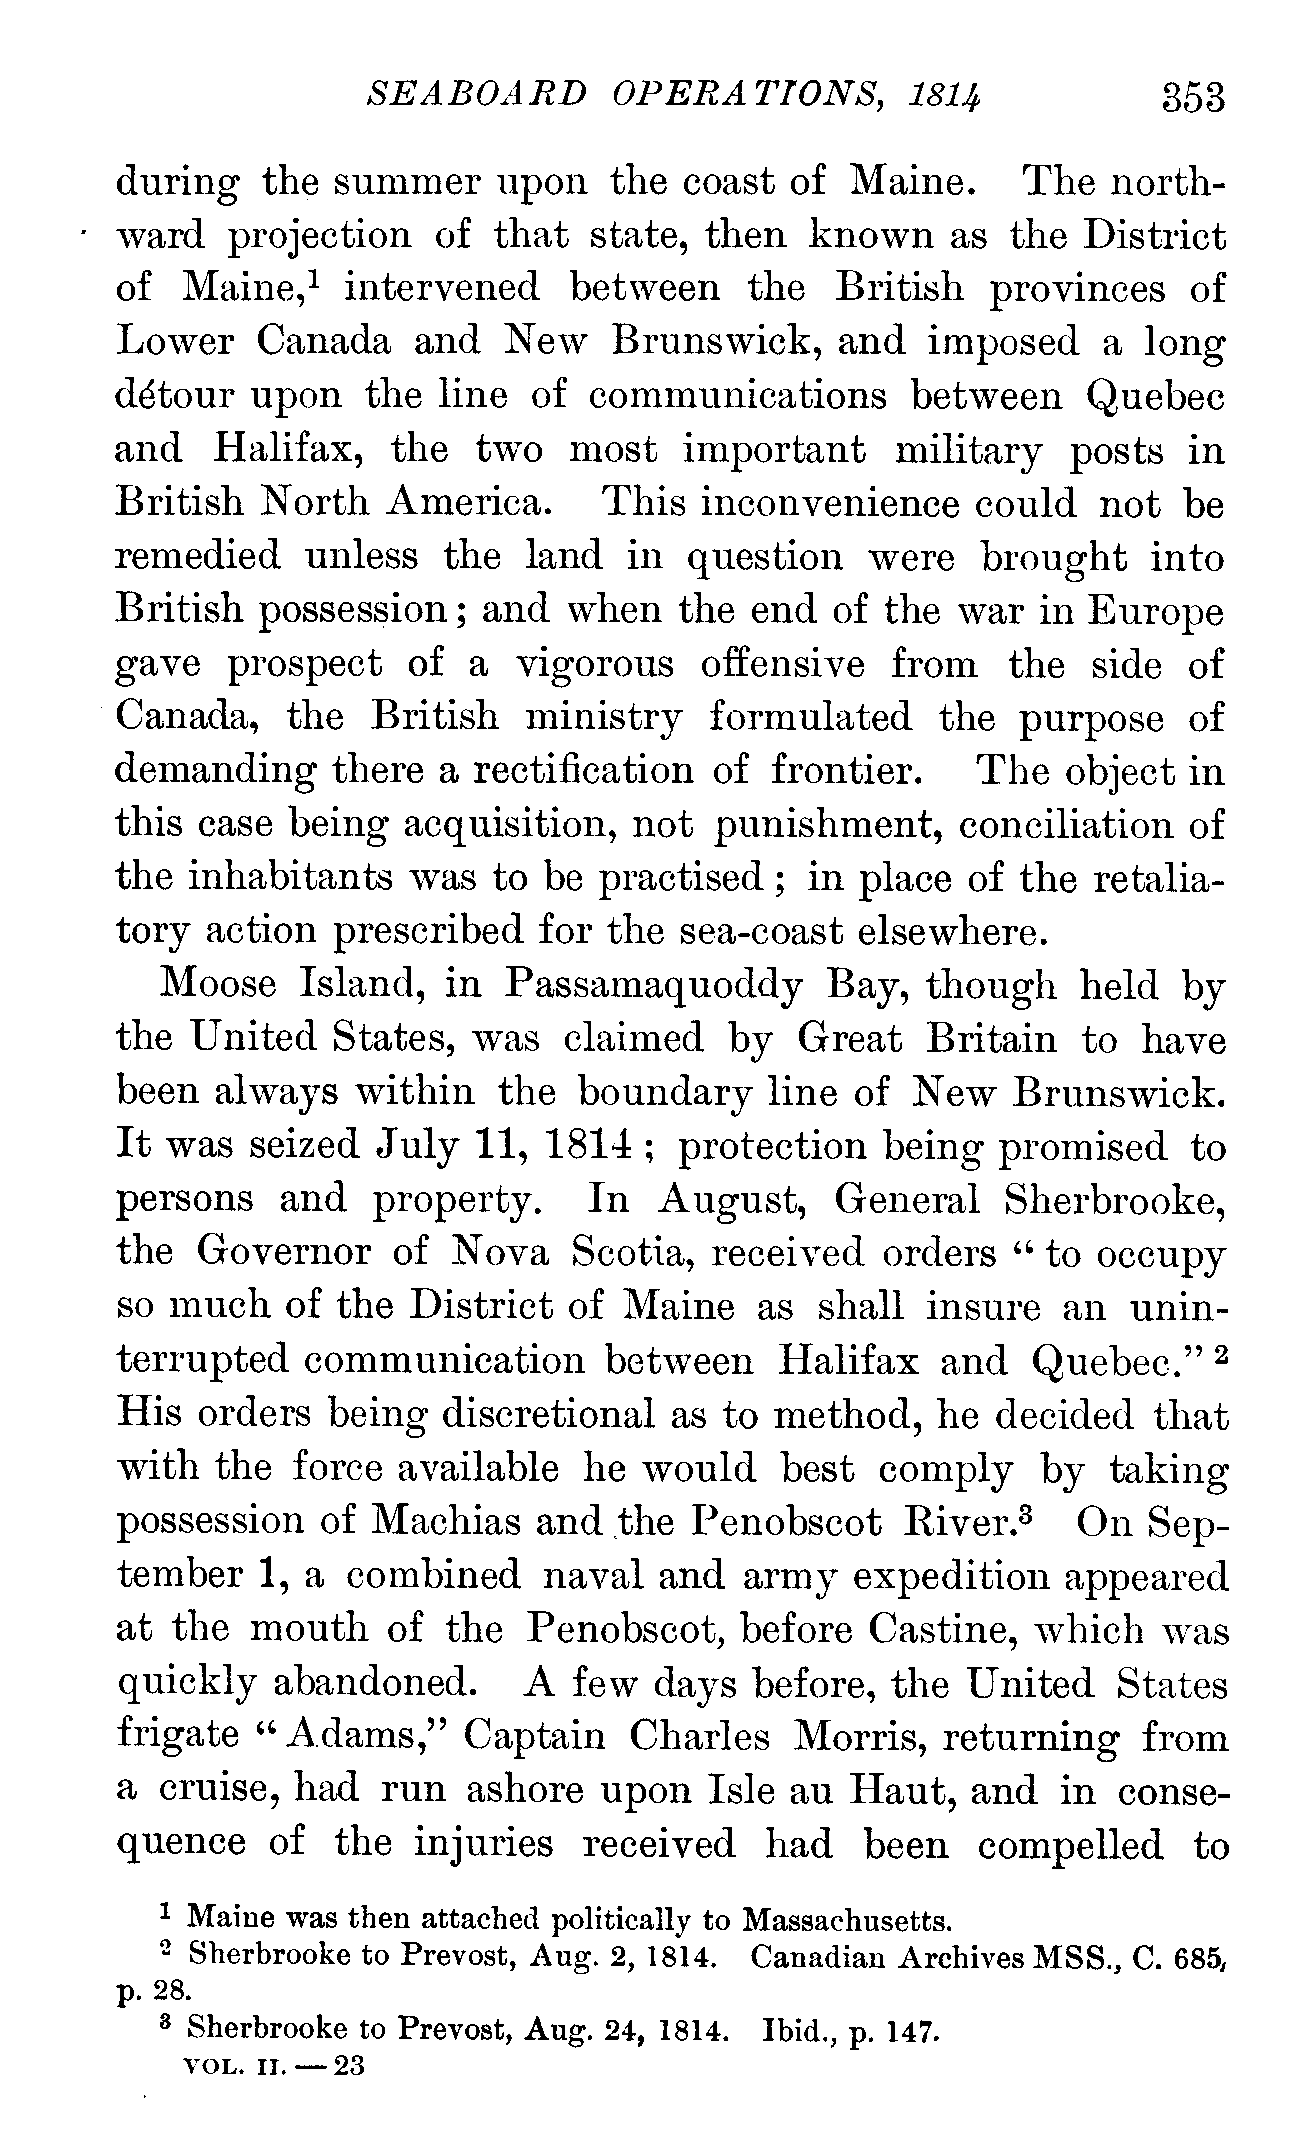 SEABOARD OPERATIONS, 1814 353
during the summer upon the coast of Maine. The north-
ward projection of that state, then known as the District
of Maine,¹ intervened between the British provinces of
Lower Canada and New Brunswick, and imposed a long
détour upon the line of communications between Quebec
and Halifax, the two most important military posts in
British North America. This inconvenience could not be
remedied unless the land in question were brought into
British possession; and when the end of the war in Europe
gave prospect of a vigorous offensive from the side of
Canada, the British ministry formulated the purpose of
demanding there a rectification of frontier. The object in
this case being acquisition, not punishment, conciliation of
the inhabitants was to be practised; in place of the retalia-
tory action prescribed for the sea-coast elsewhere.
Moose Island, in Passamaquoddy Bay, though held by
the United States, was claimed by Great Britain to have
been always within the boundary line of New Brunswick.
It was seized July 11, 1814; protection being promised to
persons and property. In August, General Sherbrooke,
the Governor of Nova Scotia, received orders "to occupy
so much of the District of Maine as shall insure an unin-
terrupted communication between Halifax and Quebec." ²
His orders being discretional as to method, he decided that
with the force available he would best comply by taking
possession of Machias and the Penobscot River.³ On Sep-
tember 1, a combined naval and army expedition appeared
at the mouth of the Penobscot, before Castine, which was
quickly abandoned. A few days before, the United States
frigate "Adams," Captain Charles Morris, returning from
a cruise, had run ashore upon Isle au Haut, and in conse-
quence of the injuries received had been compelled to
¹ Maine was then attached politically to Massachusetts.
² Sherbrooke to Prevost, Aug. 2, 1814. Canadian Archives MSS., C. 685,
p. 28.
³ Sherbrooke to Prevost, Aug. 24, 1814. Ibid., p. 147.
VOL. II. — 23